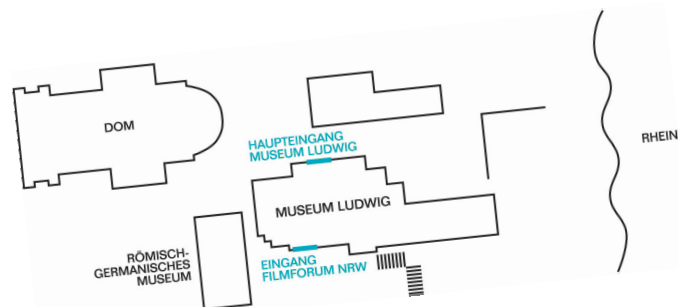 DOM
HAUPTEINGANG
MUSEUM LUDWIG
RHEIN
MUSEUM LUDWIG
RÖMISCH-
GERMANISCHES
MUSEUM
EINGANG
FILMFORUM NRW